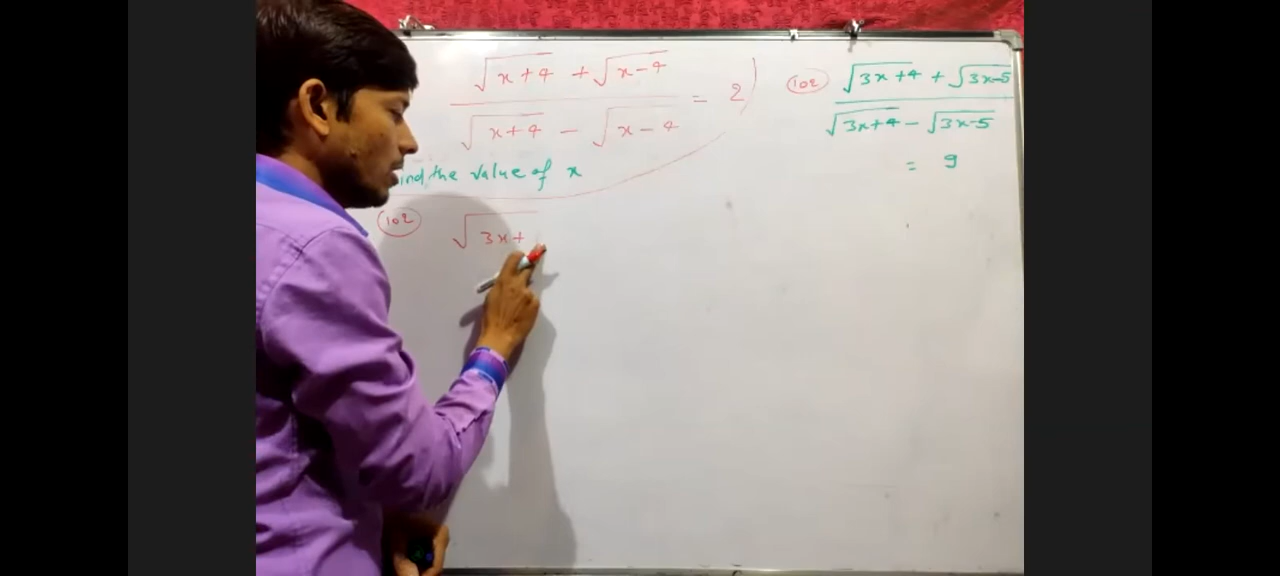 √x+4 + √x-4
√x+4 - √x-4 = 2
ind the value of x
102 √3x+
102 √3x+4 + √3x-5
√3x+4 - √3x-5
= 9